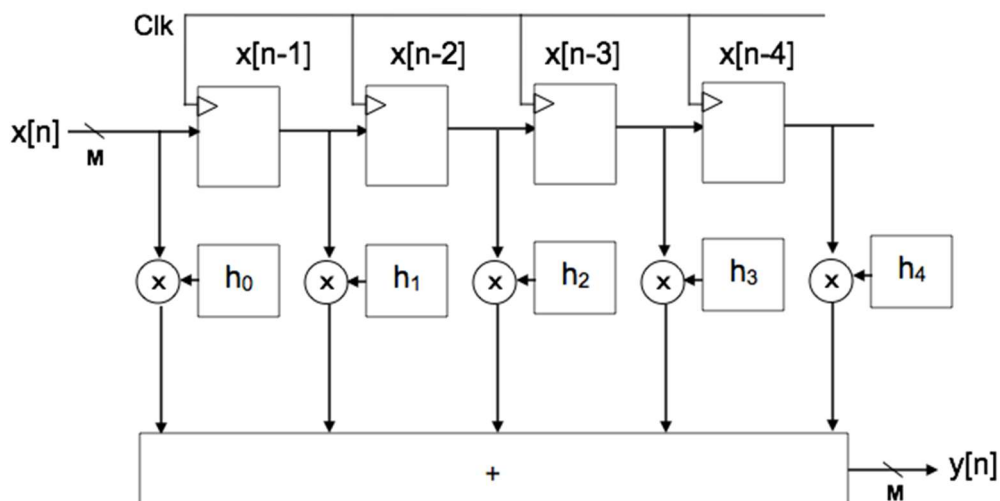 Clk
x[n-1] x[n-2] x[n-3] x[n-4]
x[n]
M
x h₀ x h₁ x h₂ x h₃ x h₄
+
y[n]
M